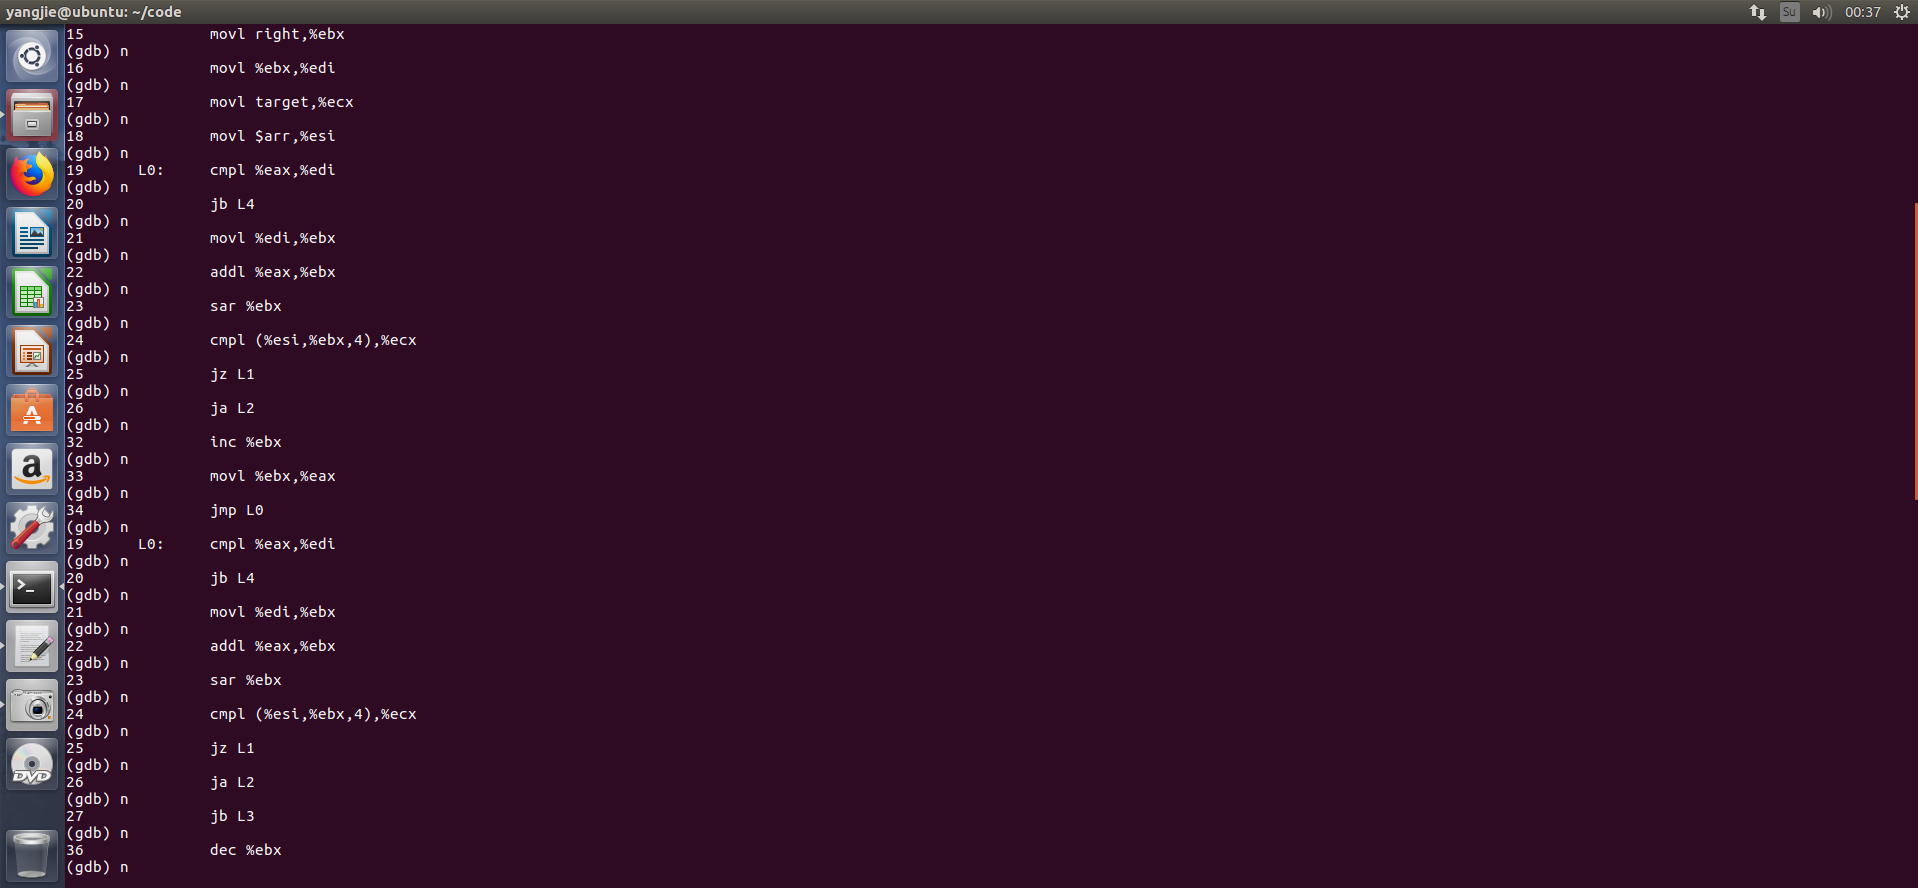 yangjie@ubuntu: ~/code
Su
00:37
15 movl right,%ebx
(gdb) n
16 movl %ebx,%edi
(gdb) n
17 movl target,%ecx
(gdb) n
18 movl $arr,%esi
(gdb) n
19 L0: cmpl %eax,%edi
(gdb) n
20 jb L4
(gdb) n
21 movl %edi,%ebx
(gdb) n
22 addl %eax,%ebx
(gdb) n
23 sar %ebx
(gdb) n
24 cmpl (%esi,%ebx,4),%ecx
(gdb) n
25 jz L1
(gdb) n
26 ja L2
(gdb) n
32 inc %ebx
(gdb) n
33 movl %ebx,%eax
(gdb) n
34 jmp L0
(gdb) n
19 L0: cmpl %eax,%edi
(gdb) n
20 jb L4
(gdb) n
21 movl %edi,%ebx
(gdb) n
22 addl %eax,%ebx
(gdb) n
23 sar %ebx
(gdb) n
24 cmpl (%esi,%ebx,4),%ecx
(gdb) n
25 jz L1
(gdb) n
26 ja L2
(gdb) n
27 jb L3
(gdb) n
36 dec %ebx
(gdb) n
A
a
>_
DVD